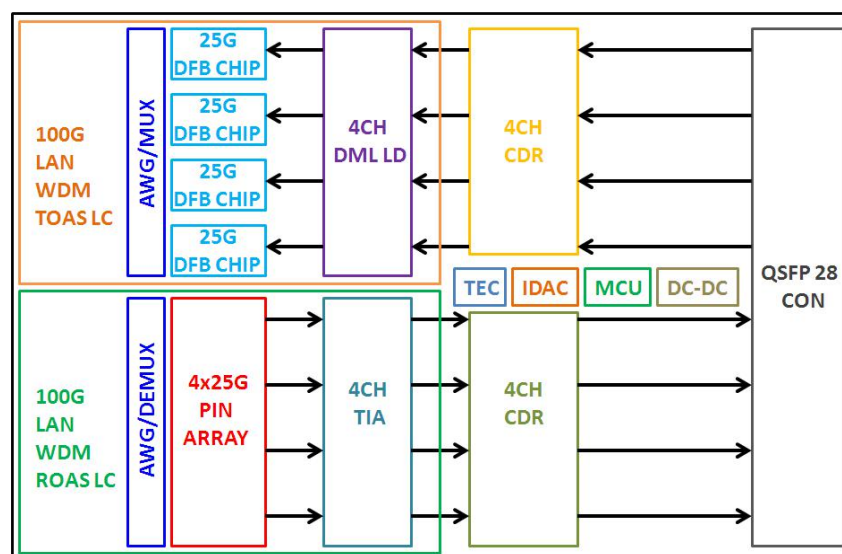 100G
LAN
WDM
TOAS LC
AWG/MUX
25G
DFB CHIP
25G
DFB CHIP
25G
DFB CHIP
25G
DFB CHIP
4CH
DML LD
4CH
CDR
QSFP 28
CON
TEC
IDAC
MCU
DC-DC
100G
LAN
WDM
ROAS LC
AWG/DEMUX
4x25G
PIN
ARRAY
4CH
TIA
4CH
CDR